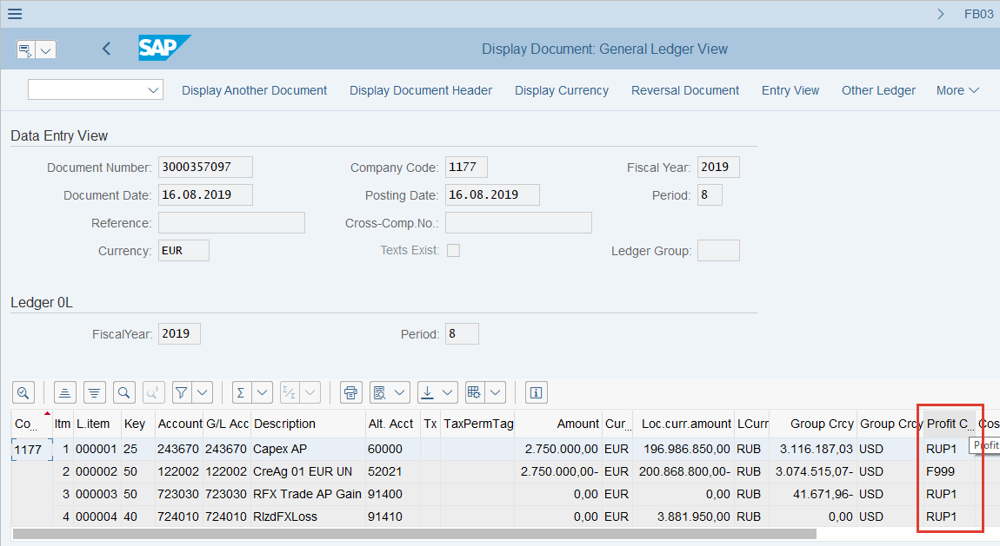 FB03
SAP Display Document: General Ledger View
Display Another Document Display Document Header Display Currency Reversal Document Entry View Other Ledger More
Data Entry View
Document Number: 3000357097 Company Code: 1177 Fiscal Year: 2019
Document Date: 16.08.2019 Posting Date: 16.08.2019 Period: 8
Reference: Cross-Comp.No.:
Currency: EUR Texts Exist: Ledger Group:
Ledger 0L
FiscalYear: 2019 Period: 8
Co... Itm L.item Key Account G/L Acc Description Alt. Acct Tx TaxPermTag Amount Cur... Loc.curr.amount LCurr Group Crcy Group Crcy Profit C... Cos
1177 1 000001 25 243670 243670 Capex AP 60000 2.750.000,00 EUR 196.986.850,00 RUB 3.116.187,03 USD RUP1 Profit
2 000002 50 122002 122002 CreAg 01 EUR UN 52021 2.750.000,00- EUR 200.868.800,00- RUB 3.074.515,07- USD F999
3 000003 50 723030 723030 RFX Trade AP Gain 91400 0,00 EUR 0,00 RUB 41.671,96- USD RUP1
4 000004 40 724010 724010 RlzdFXLoss 91410 0,00 EUR 3.881.950,00 RUB 0,00 USD RUP1